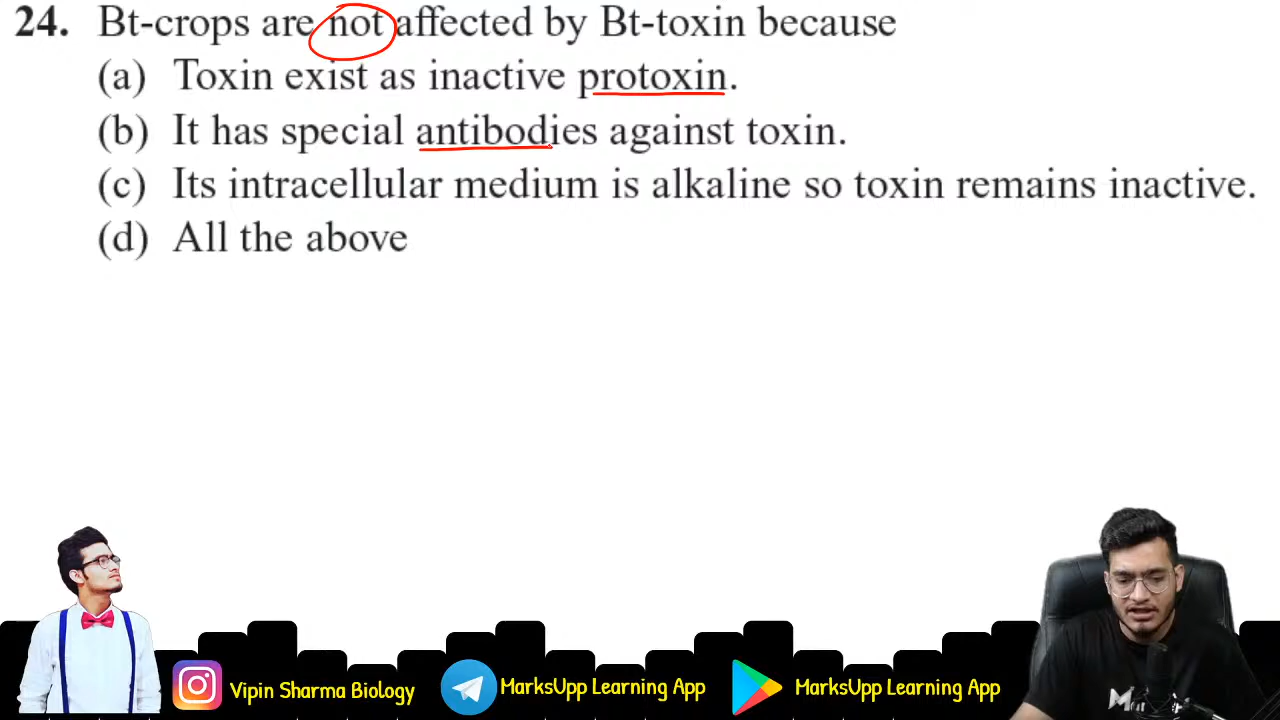 24. Bt-crops are not affected by Bt-toxin because
(a) Toxin exist as inactive protoxin.
(b) It has special antibodies against toxin.
(c) Its intracellular medium is alkaline so toxin remains inactive.
(d) All the above
Vipin Sharma Biology
MarksUpp Learning App
MarksUpp Learning App